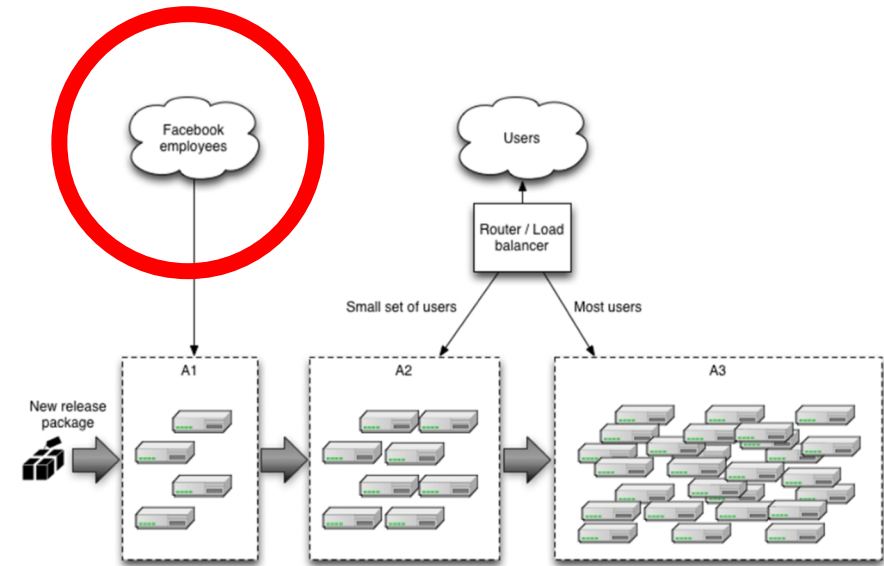 Facebook
employees
Users
Router / Load
balancer
Small set of users
Most users
A1
A2
A3
New release
package